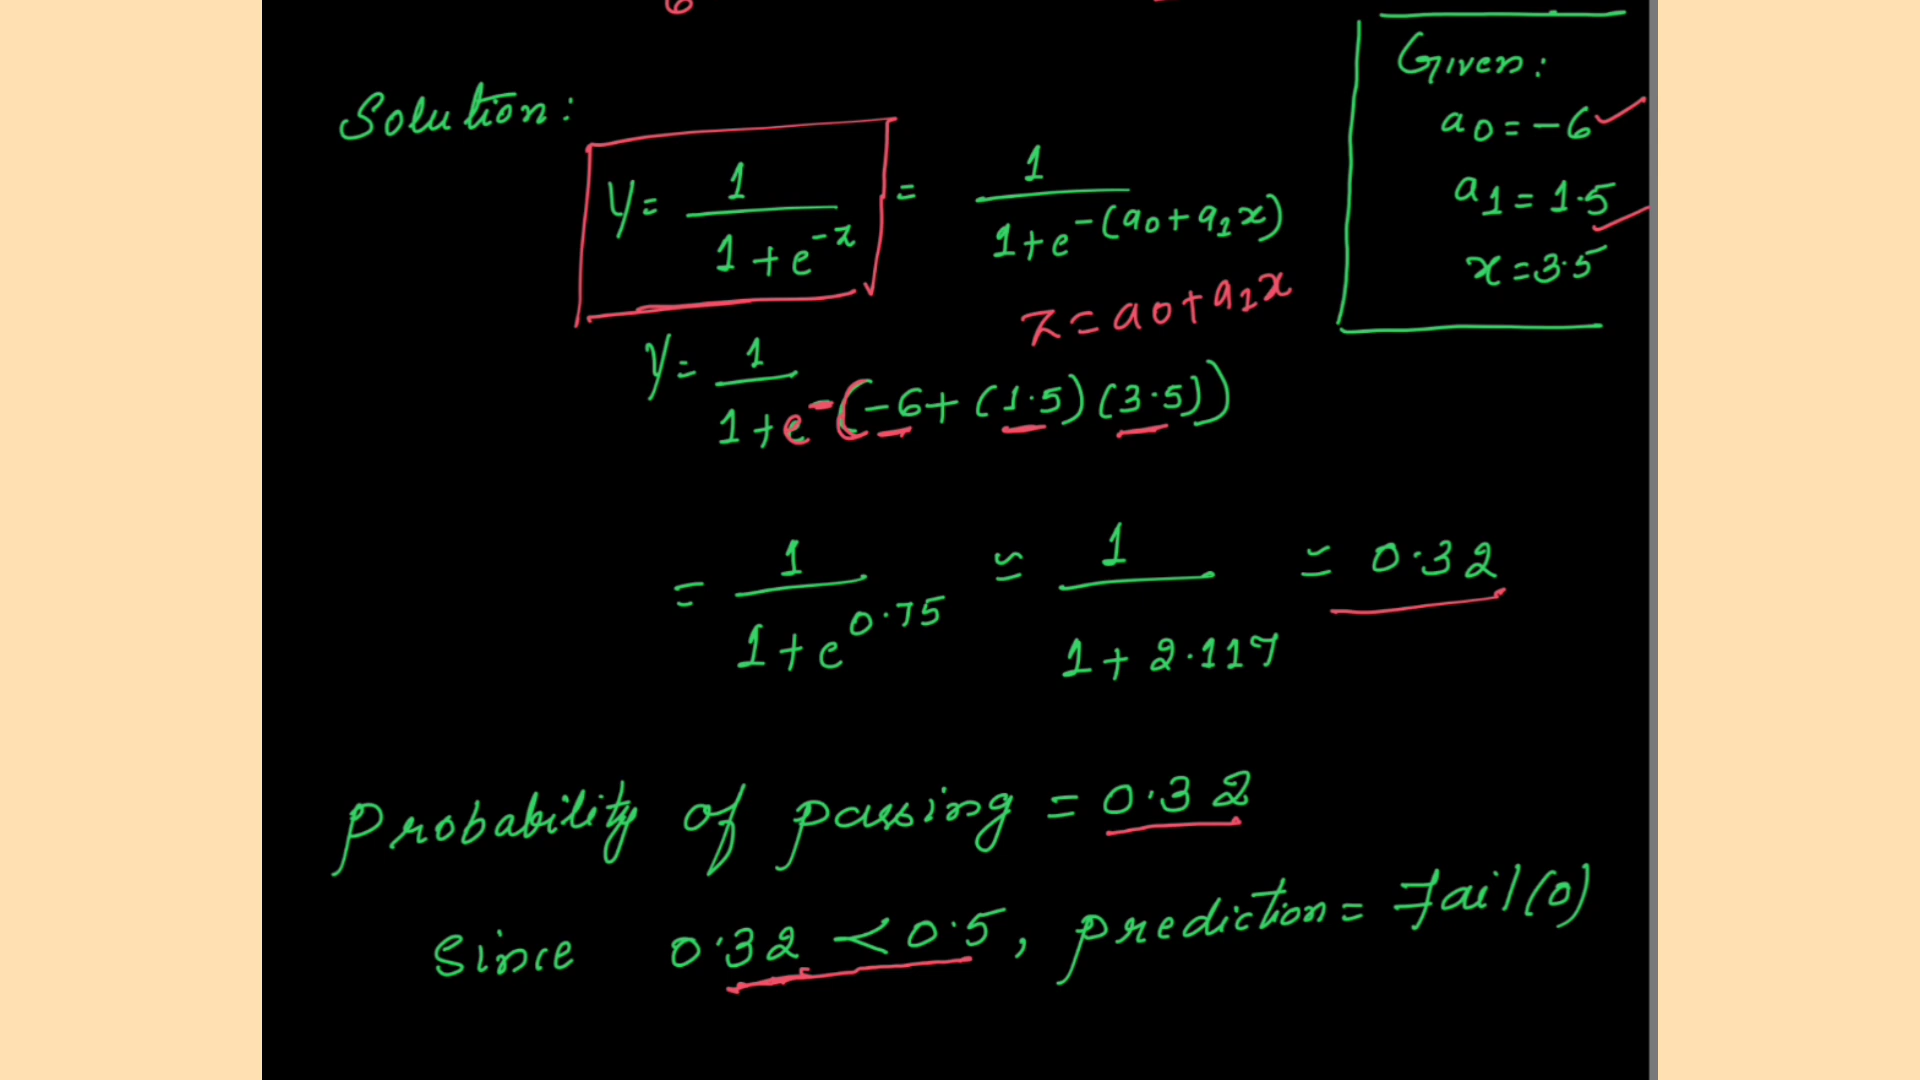 6
Solution:
y = 1/(1+e^-z) = 1/(1+e^-(a0+a1x))
z = a0+a1x
y = 1/(1+e^-(-6+(1.5)(3.5)))
= 1/(1+e^0.75) ≃ 1/(1+2.117) ≃ 0.32
Probability of passing = 0.32
Since 0.32 < 0.5, prediction = Fail(0)
Given:
a0 = -6
a1 = 1.5
x = 3.5